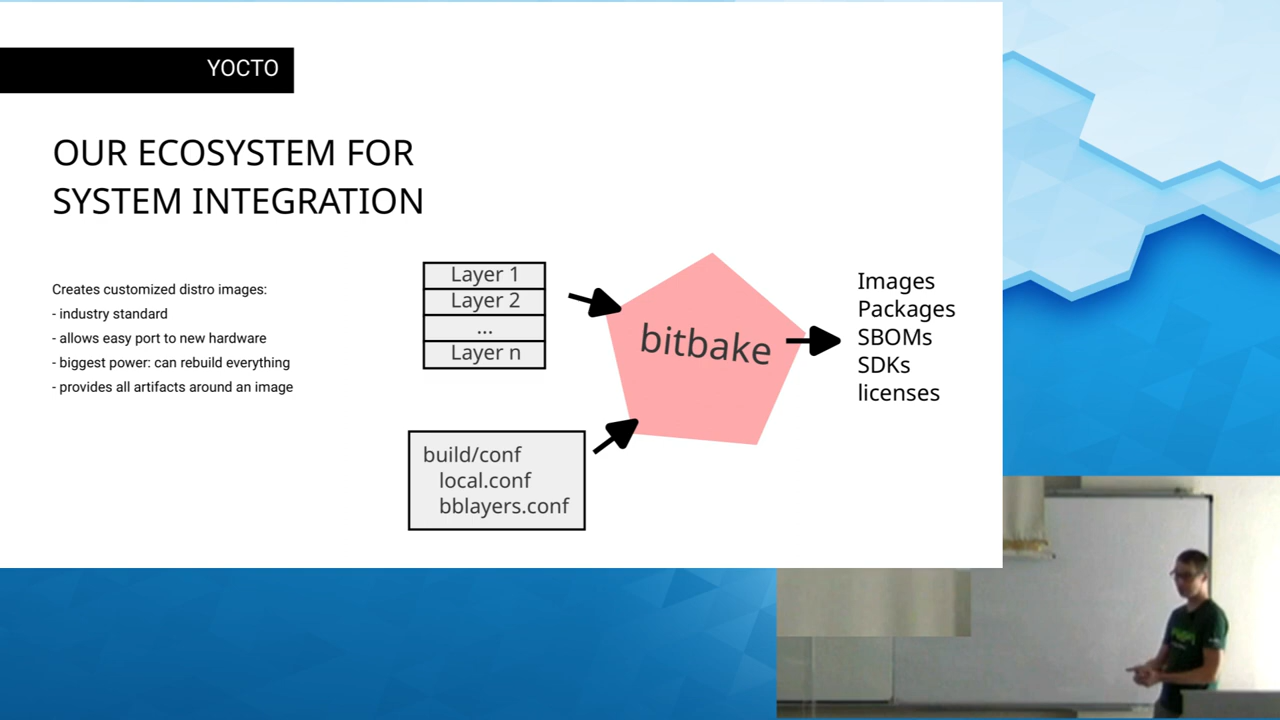 YOCTO
OUR ECOSYSTEM FOR
SYSTEM INTEGRATION
Creates customized distro images:
- industry standard
- allows easy port to new hardware
- biggest power: can rebuild everything
- provides all artifacts around an image
Layer 1
Layer 2
...
Layer n
build/conf
local.conf
bblayers.conf
bitbake
Images
Packages
SBOMs
SDKs
licenses